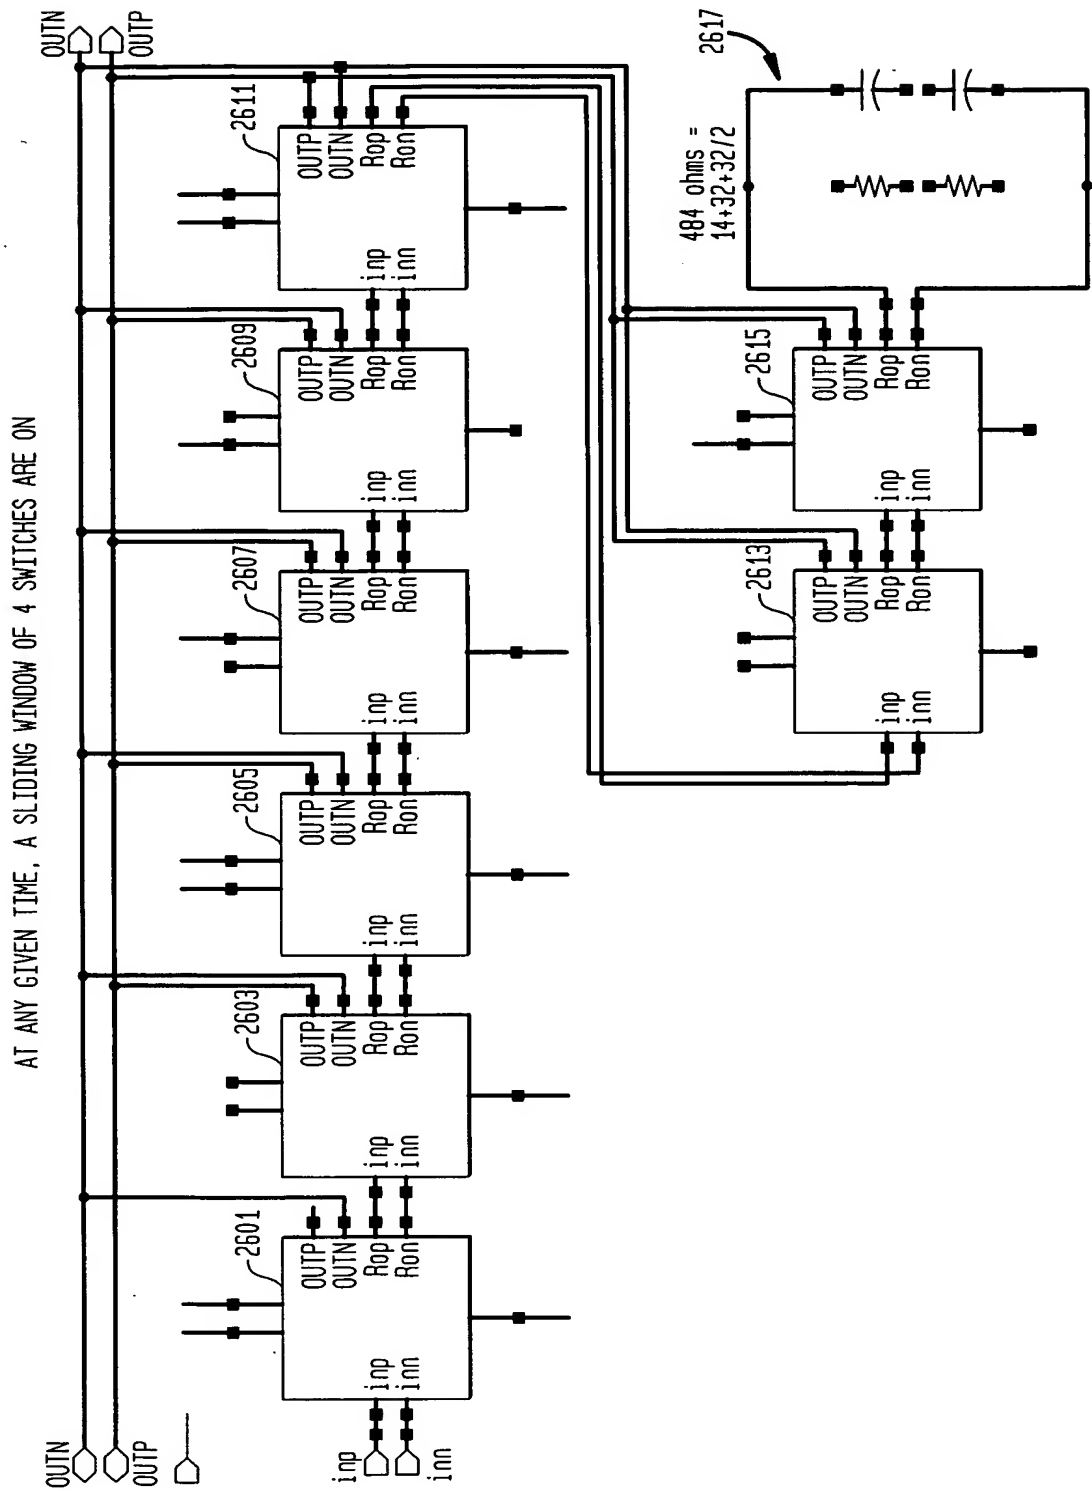 AT ANY GIVEN TIME, A SLIDING WINDOW OF 4 SWITCHES ARE ON
OUTN
OUTP
inp
inn
2601
OUTP
OUTN
inp Rop
inn Ron
2603
OUTP
OUTN
inp Rop
inn Ron
2605
OUTP
OUTN
inp Rop
inn Ron
2607
OUTP
OUTN
inp Rop
inn Ron
2609
OUTP
OUTN
inp Rop
inn Ron
2611
OUTP
OUTN
inp Rop
inn Ron
OUTN
OUTP
2613
OUTP
OUTN
inp Rop
inn Ron
2615
OUTP
OUTN
inp Rop
inn Ron
484 ohms =
14+32+32/2
2617